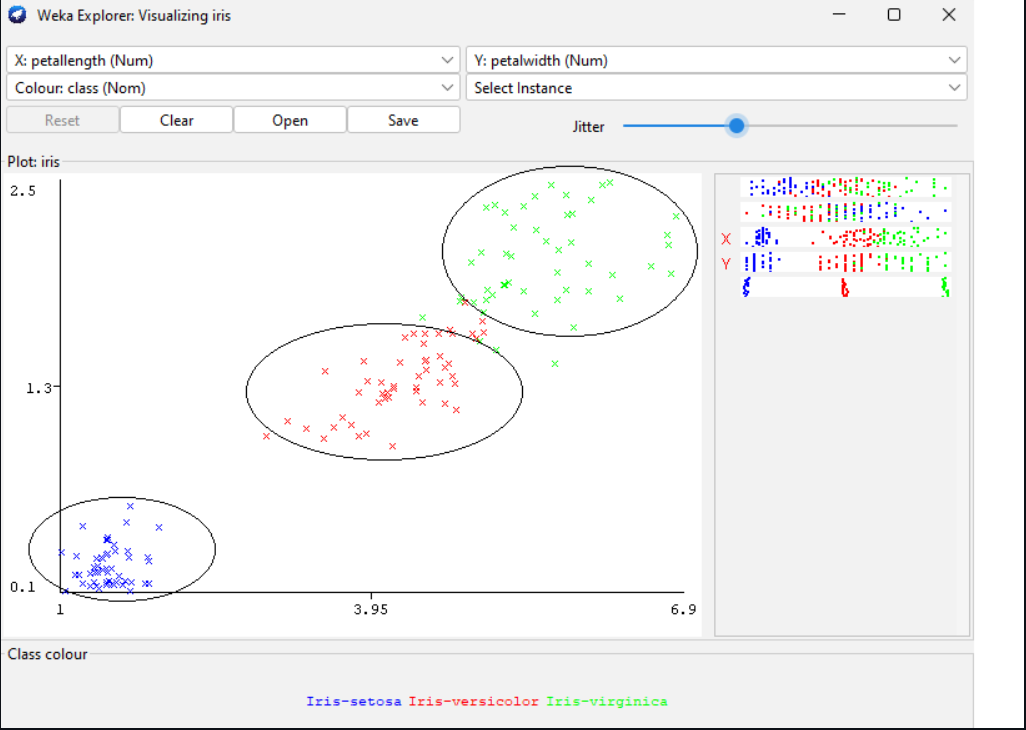 Weka Explorer: Visualizing iris
X: petallength (Num)
Y: petalwidth (Num)
Colour: class (Nom)
Select Instance
Reset
Clear
Open
Save
Jitter
Plot: iris
2.5
1.3
0.1
1
3.95
6.9
X
Y
Class colour
Iris-setosa Iris-versicolor Iris-virginica